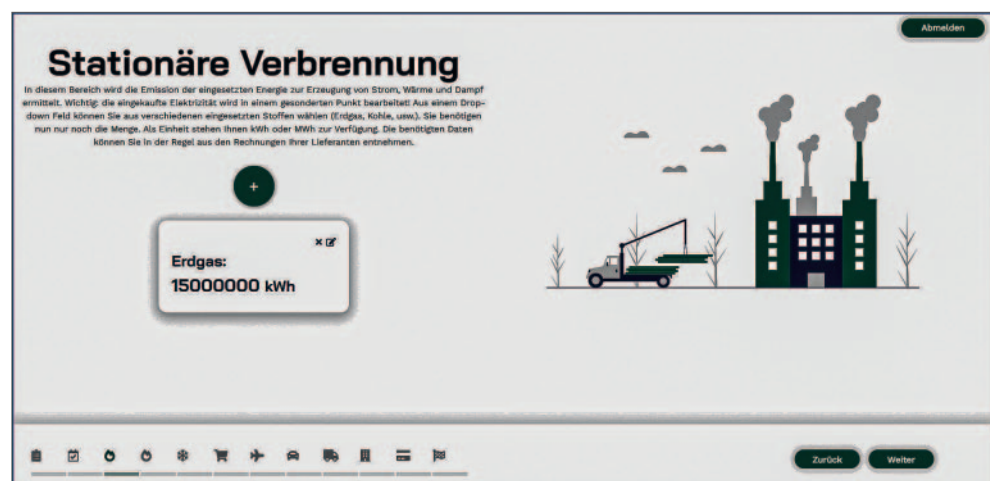 Abmelden
Stationäre Verbrennung
In diesem Bereich wird die Emission der eingesetzten Energie zur Erzeugung von Strom, Wärme und Dampf
ermittelt. Wichtig: die eingekaufte Elektrizität wird in einem gesonderten Punkt bearbeitet! Aus einem Drop-
down Feld können Sie aus verschiedenen eingesetzten Stoffen wählen (Erdgas, Kohle, usw.). Sie benötigen
nun nur noch die Menge. Als Einheit stehen Ihnen kWh oder MWh zur Verfügung. Die benötigten Daten
können Sie in der Regel aus den Rechnungen Ihrer Lieferanten entnehmen.
+
Erdgas:
15000000 kWh
Zurück
Weiter